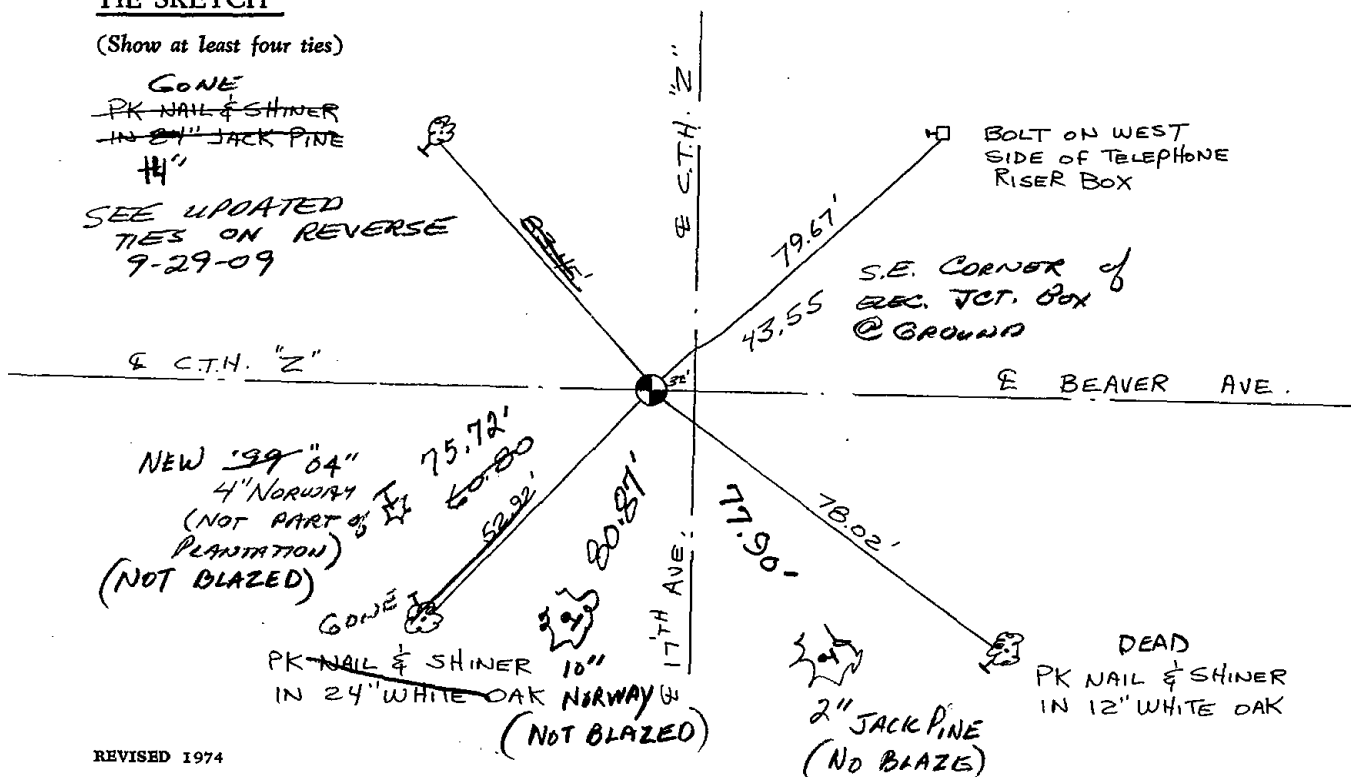 TIE SKETCH
(Show at least four ties)
GONE
PK NAIL & SHINER
IN 24" JACK PINE
14"
SEE UPDATED
TIES ON REVERSE
9-29-09
℄ C.T.H. "Z"
BOLT ON WEST
SIDE OF TELEPHONE
RISER BOX
79.67'
43.55
S.E. CORNER of
ELEC. JCT. BOX
@ GROUND
℄ C.T.H. "Z"
℄ BEAVER AVE.
NEW '99 "04"
4" NORWAY
(NOT PART of
PLANTATION)
(NOT BLAZED)
75.72'
60.80
52.92'
80.87'
77.90'
78.02'
℄ 17TH AVE.
GONE
PK NAIL & SHINER
IN 24" WHITE OAK
10"
NORWAY
(NOT BLAZED)
2" JACK PINE
(NO BLAZE)
DEAD
PK NAIL & SHINER
IN 12" WHITE OAK
REVISED 1974